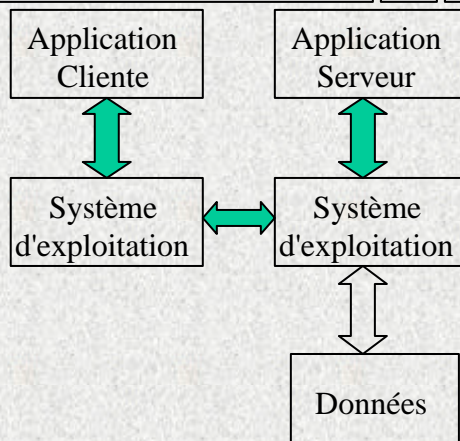 Application
Cliente
Application
Serveur
Système
d'exploitation
Système
d'exploitation
Données